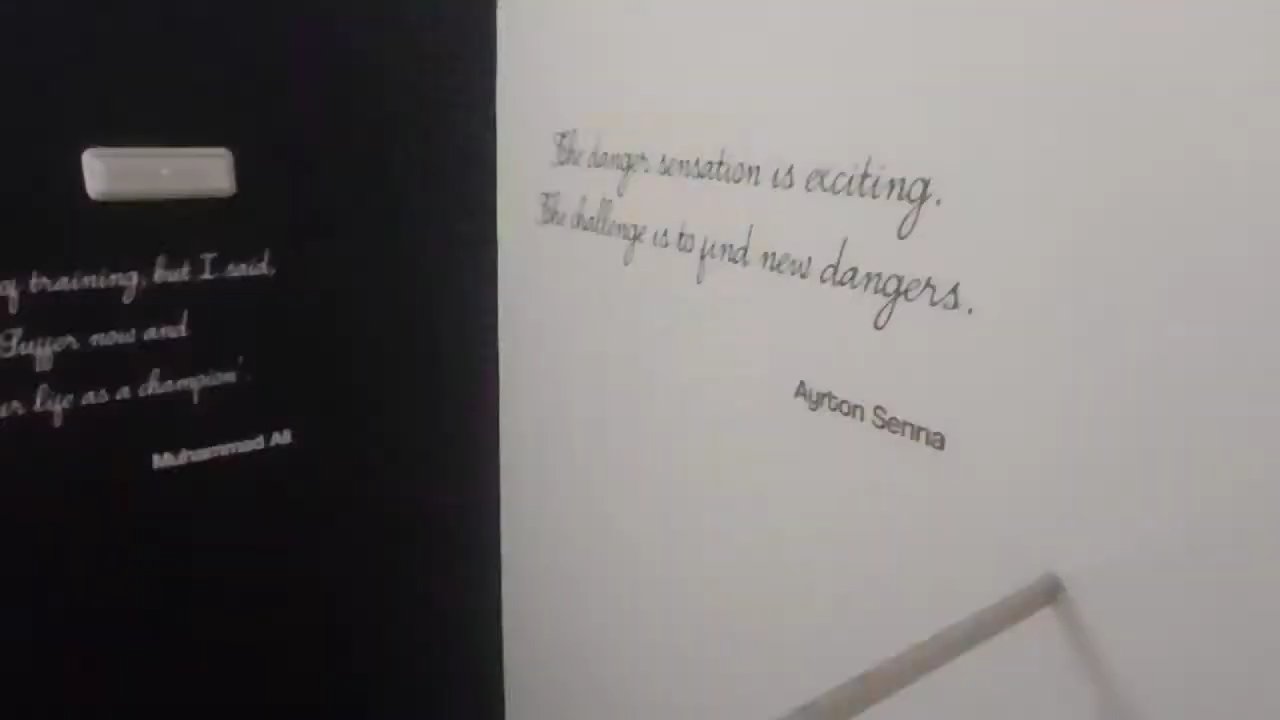 training, but I said,
Suffer now and
life as a champion'.
Muhammad Ali
The danger sensation is exciting.
The challenge is to find new dangers.
Ayrton Senna